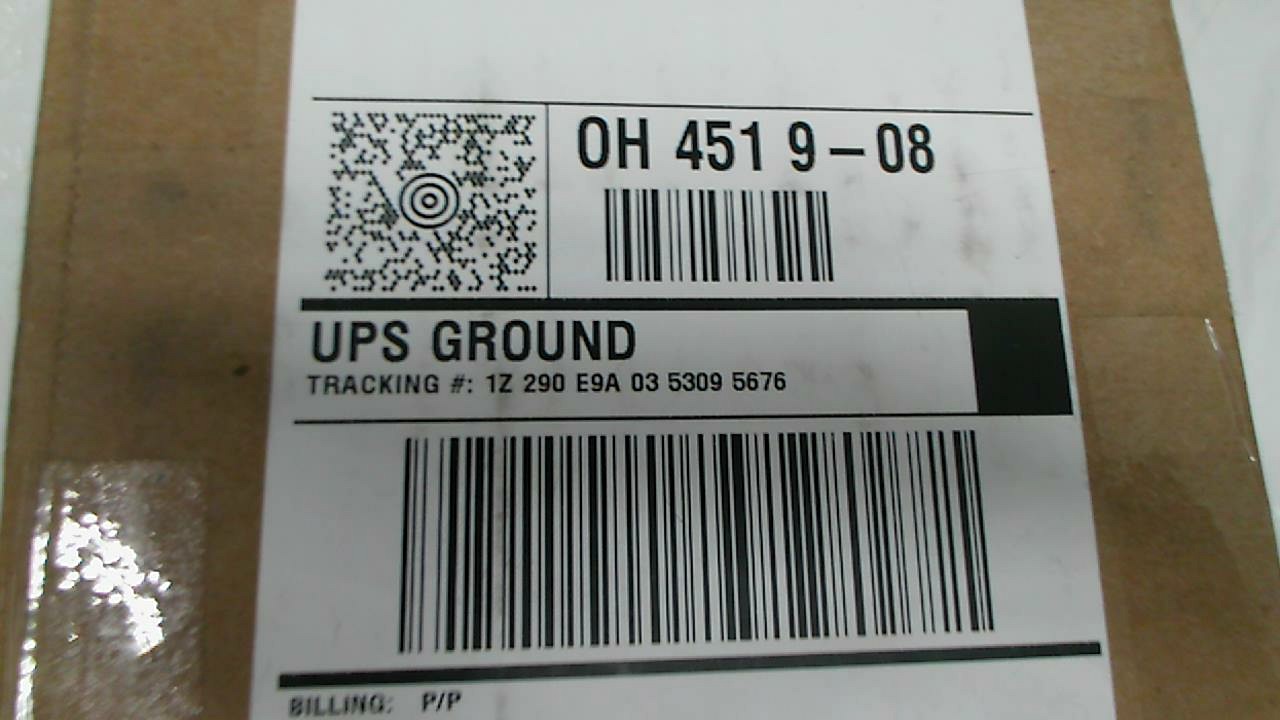 OH 451 9-08
UPS GROUND
TRACKING #: 1Z 290 E9A 03 5309 5676
BILLING: P/P